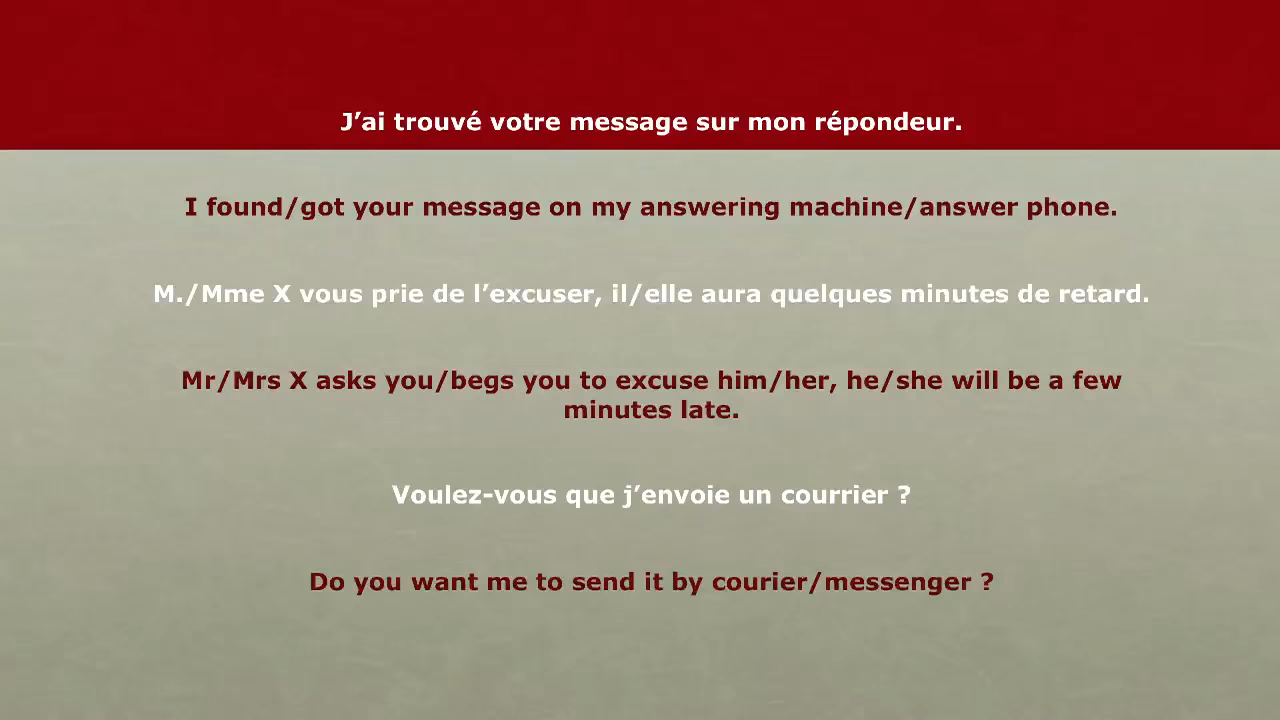 J’ai trouvé votre message sur mon répondeur.
I found/got your message on my answering machine/answer phone.
M./Mme X vous prie de l’excuser, il/elle aura quelques minutes de retard.
Mr/Mrs X asks you/begs you to excuse him/her, he/she will be a few
minutes late.
Voulez-vous que j’envoie un courrier ?
Do you want me to send it by courier/messenger ?